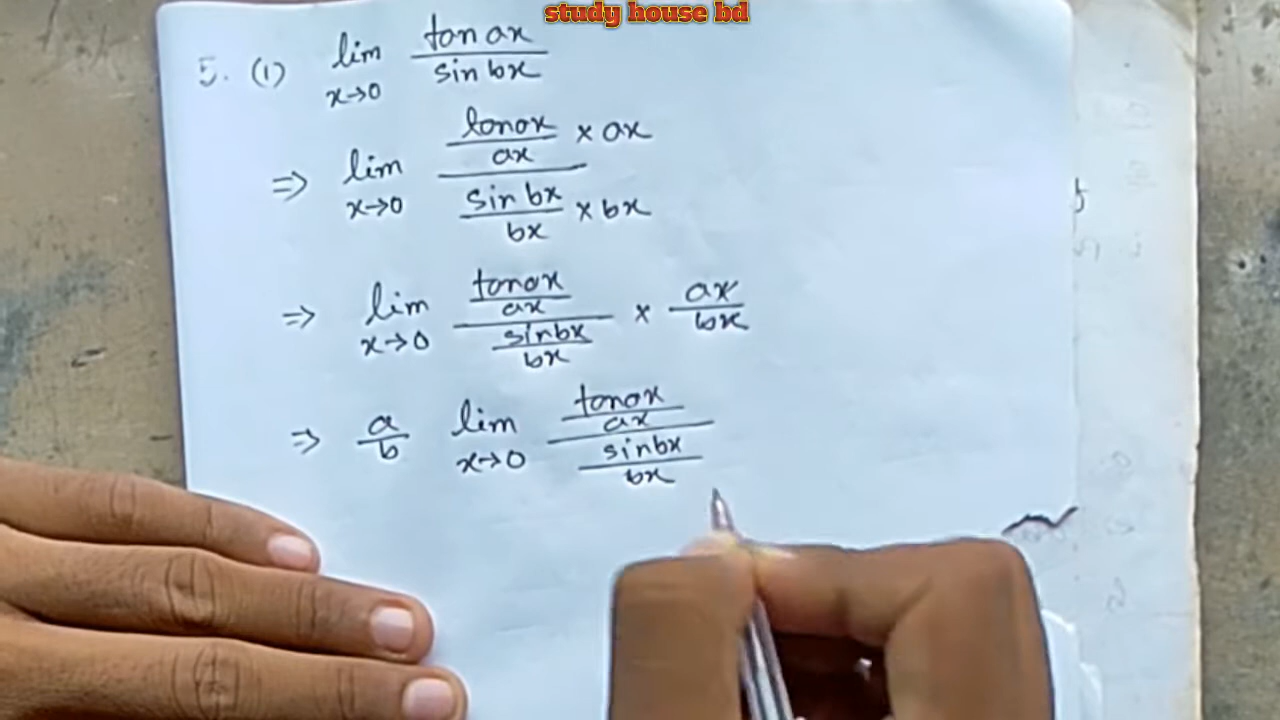 study house bd
5. (1) lim x→0 tan ax / sin bx
⇒ lim x→0 (tan ax / ax × ax) / (sin bx / bx × bx)
⇒ lim x→0 (tan ax / ax) / (sin bx / bx) × ax / bx
⇒ a/b lim x→0 (tan ax / ax) / (sin bx / bx)